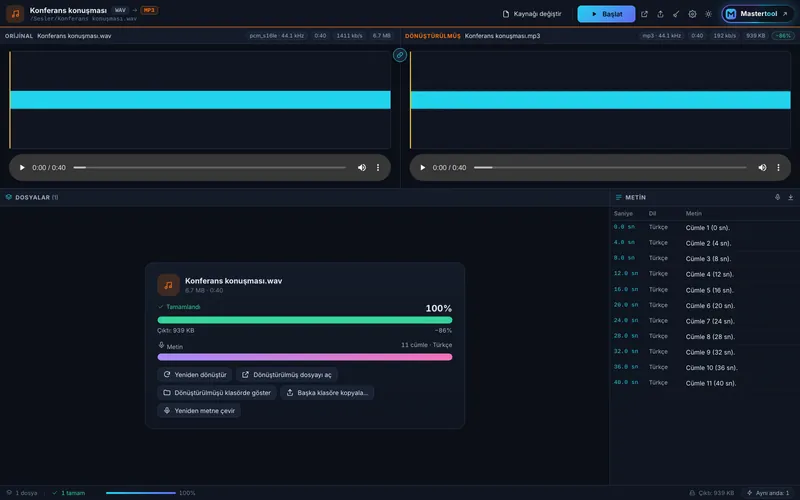 Konferans konuşması WAV → MP3
/Sesler/Konferans konuşması.wav
Kaynağı değiştir
Başlat
Mastertool ↗
ORİJİNAL Konferans konuşması.wav pcm_s16le · 44.1 kHz 0:40 1411 kb/s 6.7 MB
DÖNÜŞTÜRÜLMÜŞ Konferans konuşması.mp3 mp3 · 44.1 kHz 0:40 192 kb/s 939 KB −86%
0:00 / 0:40
0:00 / 0:40
DOSYALAR (1)
Konferans konuşması.wav
6.7 MB · 0:40
Tamamlandı 100%
Çıktı: 939 KB −86%
Metin 11 cümle · Türkçe
Yeniden dönüştür
Dönüştürülmüş dosyayı aç
Dönüştürülmüşü klasörde göster
Başka klasöre kopyala...
Yeniden metne çevir
METİN
Saniye Dil Metin
0.0 sn Türkçe Cümle 1 (0 sn).
4.0 sn Türkçe Cümle 2 (4 sn).
8.0 sn Türkçe Cümle 3 (8 sn).
12.0 sn Türkçe Cümle 4 (12 sn).
16.0 sn Türkçe Cümle 5 (16 sn).
20.0 sn Türkçe Cümle 6 (20 sn).
24.0 sn Türkçe Cümle 7 (24 sn).
28.0 sn Türkçe Cümle 8 (28 sn).
32.0 sn Türkçe Cümle 9 (32 sn).
36.0 sn Türkçe Cümle 10 (36 sn).
40.0 sn Türkçe Cümle 11 (40 sn).
1 dosya 1 tamam 100%
Çıktı: 939 KB Aynı anda: 1